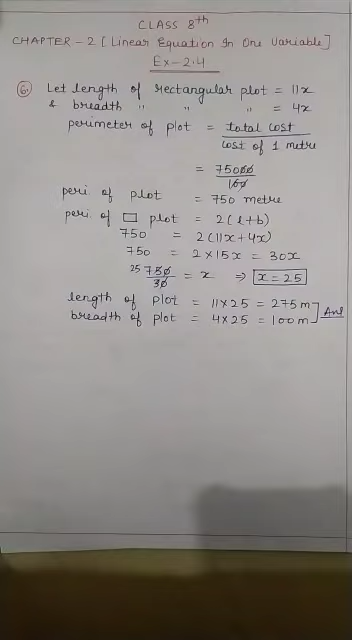 CLASS 8th
CHAPTER - 2 [Linear Equation In One Variable]
Ex-2.4
6. Let length of rectangular plot = 11x
& breadth " " " = 4x
perimeter of plot = total cost / cost of 1 metre
= 75000 / 100
peri of plot = 750 metre
peri. of ▭ plot = 2(l+b)
750 = 2(11x+4x)
750 = 2×15x = 30x
25 750/30 = x ⇒ x = 25
length of plot = 11×25 = 275m
breadth of plot = 4×25 = 100m ] Ans